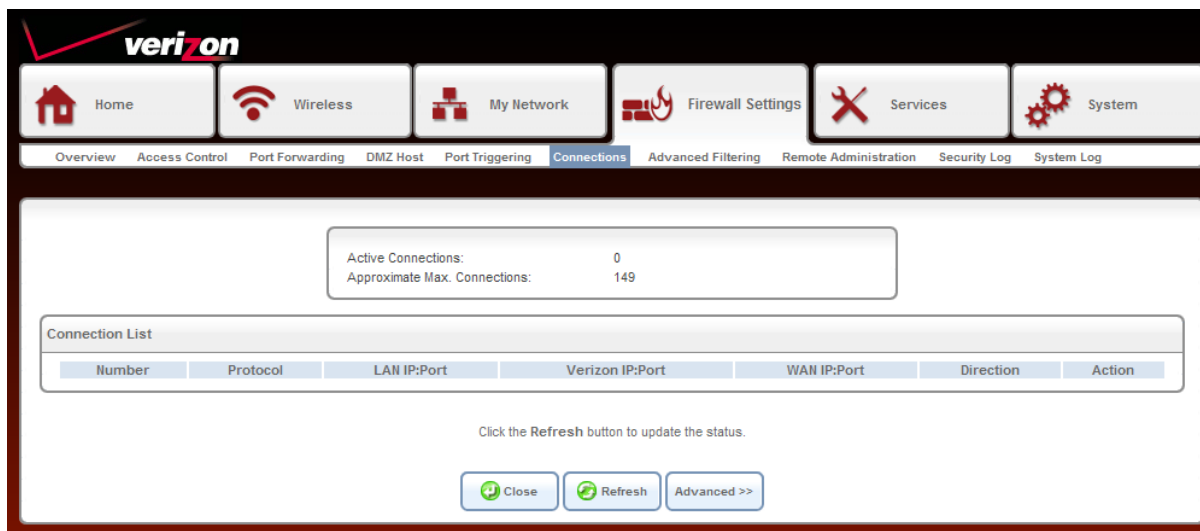 verizon
Home Wireless My Network Firewall Settings Services System
Overview Access Control Port Forwarding DMZ Host Port Triggering Connections Advanced Filtering Remote Administration Security Log System Log
Active Connections: 0
Approximate Max. Connections: 149
Connection List
Number Protocol LAN IP:Port Verizon IP:Port WAN IP:Port Direction Action
Click the Refresh button to update the status.
Close Refresh Advanced >>